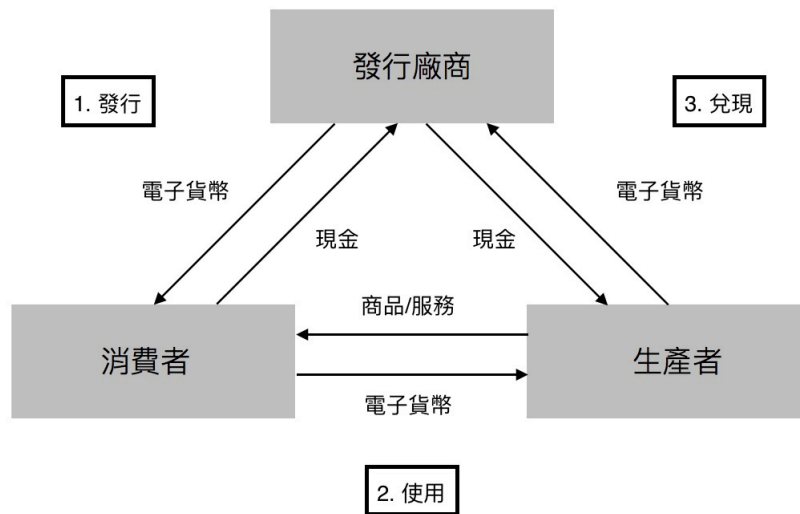 發行廠商
1. 發行
3. 兌現
電子貨幣
電子貨幣
現金
現金
商品/服務
消費者
生產者
電子貨幣
2. 使用